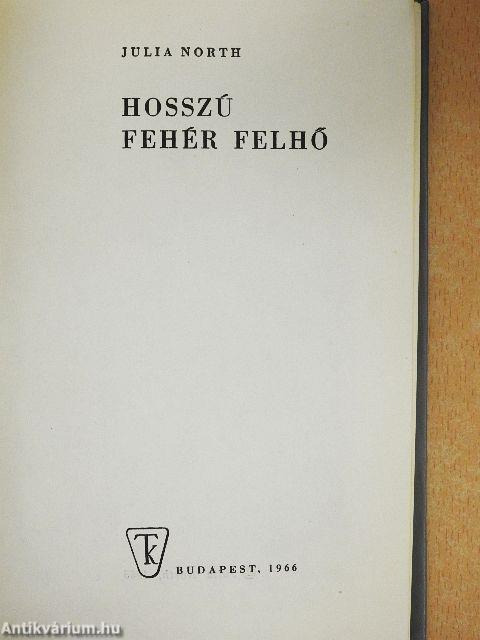 JULIA NORTH
HOSSZÚ
FEHÉR FELHŐ
TK
BUDAPEST, 1966
Antikvárium.hu